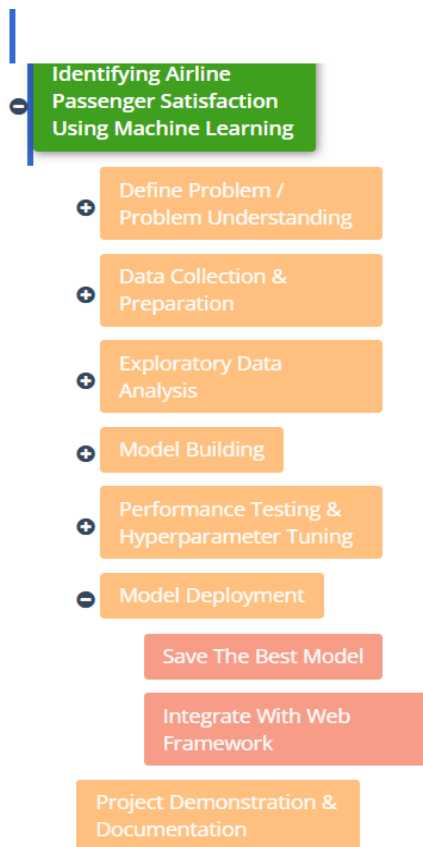 Identifying Airline
Passenger Satisfaction
Using Machine Learning
Define Problem /
Problem Understanding
Data Collection &
Preparation
Exploratory Data
Analysis
Model Building
Performance Testing &
Hyperparameter Tuning
Model Deployment
Save The Best Model
Integrate With Web
Framework
Project Demonstration &
Documentation